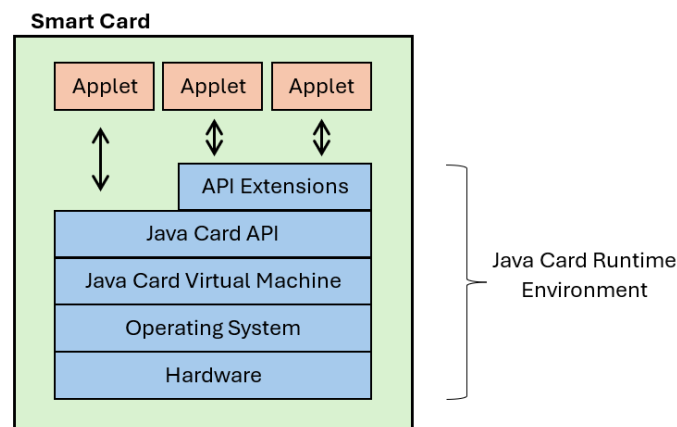 Smart Card
Applet
Applet
Applet
API Extensions
Java Card API
Java Card Virtual Machine
Operating System
Hardware
Java Card Runtime
Environment